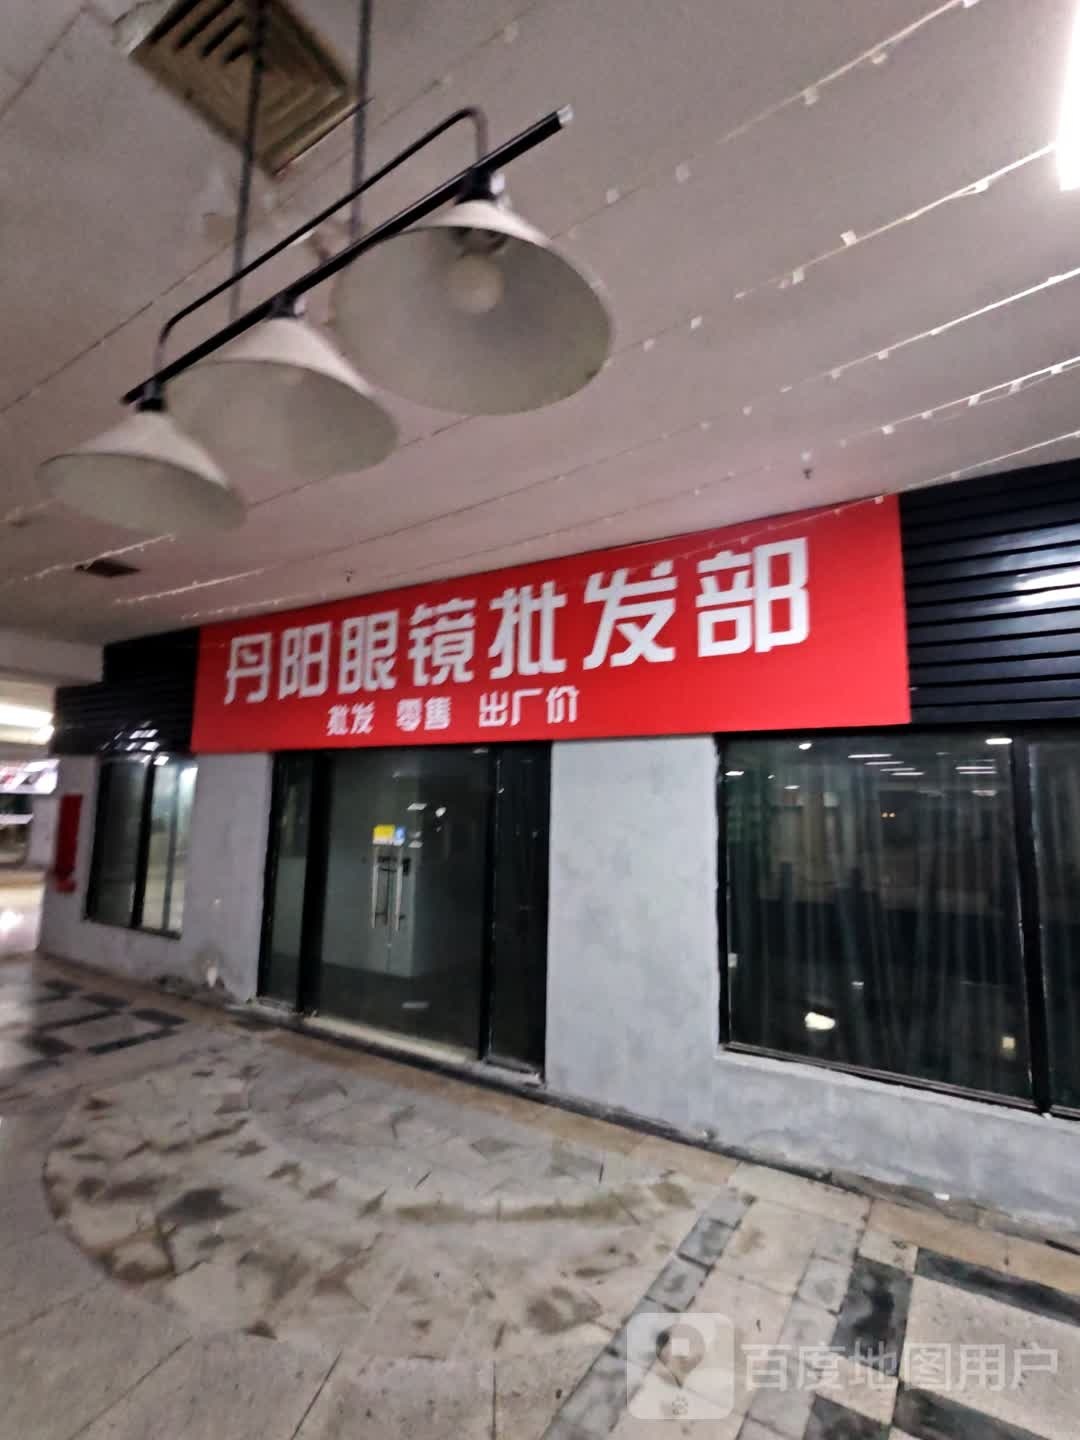 丹阳眼镜批发部
批发 零售 出厂价
百度地图用户